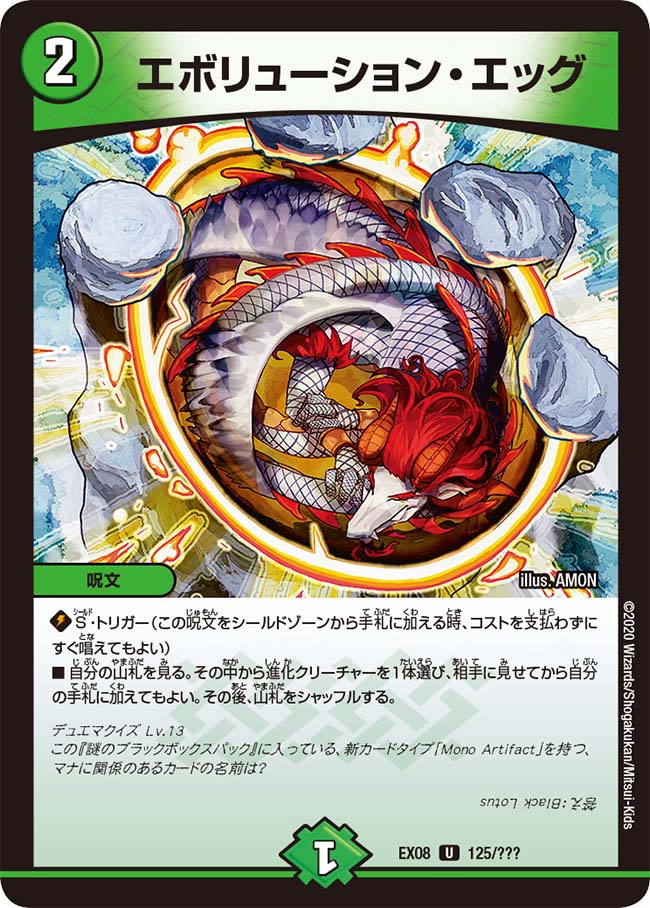 2
エボリューション・エッグ
呪文
illus. AMON
S・トリガー(この呪文をシールドゾーンから手札に加える時、コストを支払わずに
すぐ唱えてもよい)
■自分の山札を見る。その中から進化クリーチャーを1体選び、相手に見せてから自分
の手札に加えてもよい。その後、山札をシャッフルする。
デュエマクイズ Lv.13
この『謎のブラックボックスパック』に入っている、新カードタイプ「Mono Artifact」を持つ、
マナに関係のあるカードの名前は?
答え:Black Lotus
1
EX08 U 125/???
©2020 Wizards/Shogakukan/Mitsui-Kids